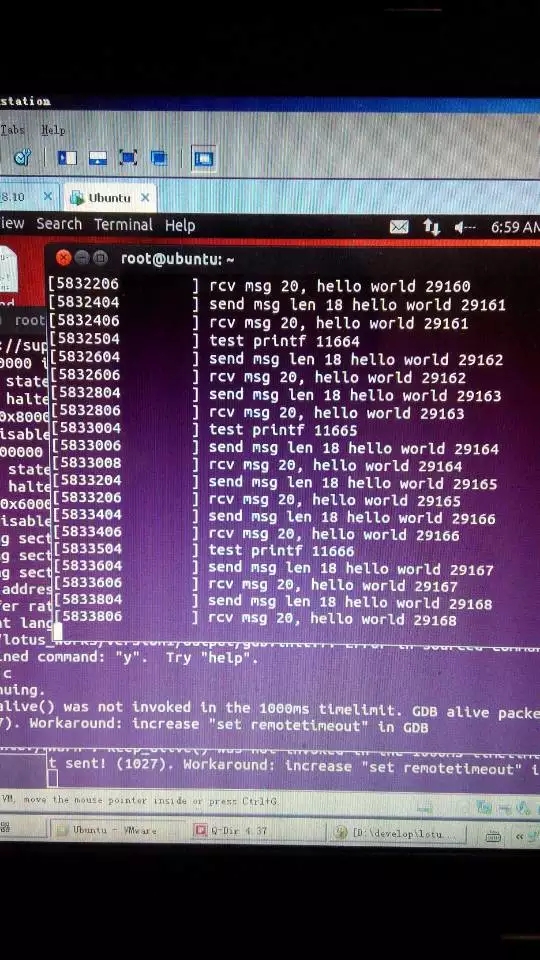 station
Tabs Help
8.10 Ubuntu
iew Search Terminal Help 6:59 AM
root@ubuntu: ~
[5832206 ] rcv msg 20, hello world 29160
[5832404 ] send msg len 18 hello world 29161
[5832406 ] rcv msg 20, hello world 29161
[5832504 ] test printf 11664
[5832604 ] send msg len 18 hello world 29162
[5832606 ] rcv msg 20, hello world 29162
[5832804 ] send msg len 18 hello world 29163
[5832806 ] rcv msg 20, hello world 29163
[5833004 ] test printf 11665
[5833006 ] send msg len 18 hello world 29164
[5833008 ] rcv msg 20, hello world 29164
[5833204 ] send msg len 18 hello world 29165
[5833206 ] rcv msg 20, hello world 29165
[5833404 ] send msg len 18 hello world 29166
[5833406 ] rcv msg 20, hello world 29166
[5833504 ] test printf 11666
[5833604 ] send msg len 18 hello world 29167
[5833606 ] rcv msg 20, hello world 29167
[5833804 ] send msg len 18 hello world 29168
[5833806 ] rcv msg 20, hello world 29168
nd
root
://sup
0000 i
state
halte
0x8000
isable
00000
state
halte
0x6000
isable
g sect
g sect
g sect
addres
fer rat
t lang
ined command: "y". Try "help".
c
nuing.
alive() was not invoked in the 1000ms timelimit. GDB alive packe
7). Workaround: increase "set remotetimeout" in GDB
t sent! (1027). Workaround: increase "set remotetimeout" i
VM, move the mouse pointer inside or press Ctrl+G.
Ubuntu - VMware Q-Dir 4.37 [D:\develop\lotu...